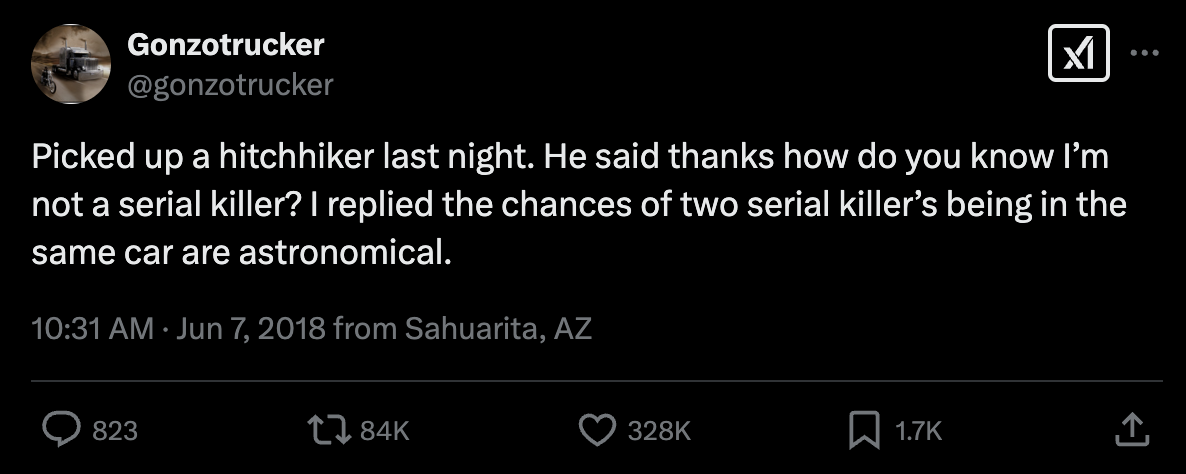 Gonzotrucker
@gonzotrucker
Picked up a hitchhiker last night. He said thanks how do you know I’m
not a serial killer? I replied the chances of two serial killer’s being in the
same car are astronomical.
10:31 AM · Jun 7, 2018 from Sahuarita, AZ
823 84K 328K 1.7K